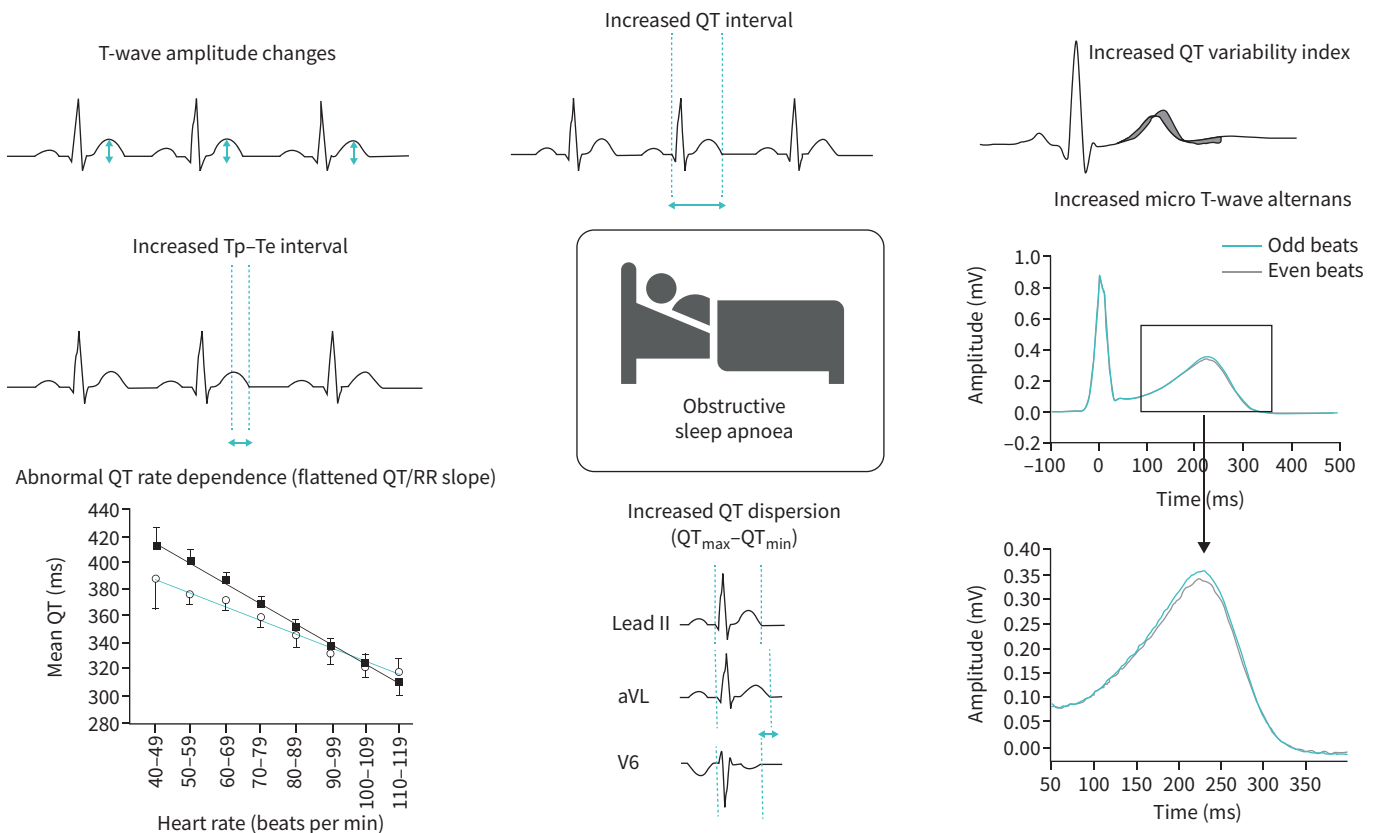 T-wave amplitude changes
Increased QT interval
Increased QT variability index
Increased Tp–Te interval
Obstructive
sleep apnoea
Increased micro T-wave alternans
Odd beats
Even beats
Amplitude (mV)
1.0
0.8
0.6
0.4
0.2
0.0
–0.2
–100 0 100 200 300 400 500
Time (ms)
Abnormal QT rate dependence (flattened QT/RR slope)
Mean QT (ms)
440
420
400
380
360
340
320
300
280
40–49
50–59
60–69
70–79
80–89
90–99
100–109
110–119
Heart rate (beats per min)
Increased QT dispersion
(QTmax–QTmin)
Lead II
aVL
V6
Amplitude (mV)
0.40
0.35
0.30
0.25
0.20
0.15
0.10
0.05
0.00
50 100 150 200 250 300 350
Time (ms)